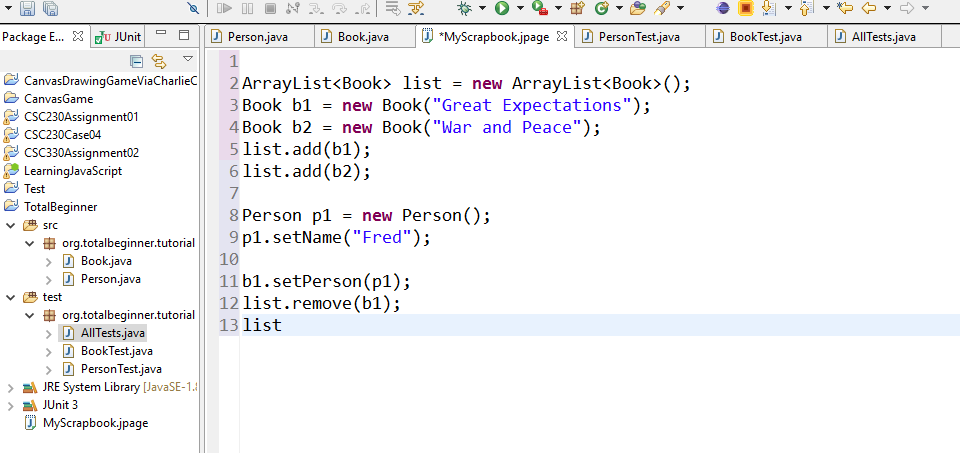 Package E...
JUnit
Person.java
Book.java
*MyScrapbook.jpage
PersonTest.java
BookTest.java
AllTests.java
CanvasDrawingGameViaCharlieC
CanvasGame
CSC230Assignment01
CSC230Case04
CSC330Assignment02
LearningJavaScript
Test
TotalBeginner
src
org.totalbeginner.tutorial
Book.java
Person.java
test
org.totalbeginner.tutorial
AllTests.java
BookTest.java
PersonTest.java
JRE System Library [JavaSE-1.8
JUnit 3
MyScrapbook.jpage
1
2 ArrayList<Book> list = new ArrayList<Book>();
3 Book b1 = new Book("Great Expectations");
4 Book b2 = new Book("War and Peace");
5 list.add(b1);
6 list.add(b2);
7
8 Person p1 = new Person();
9 p1.setName("Fred");
10
11 b1.setPerson(p1);
12 list.remove(b1);
13 list